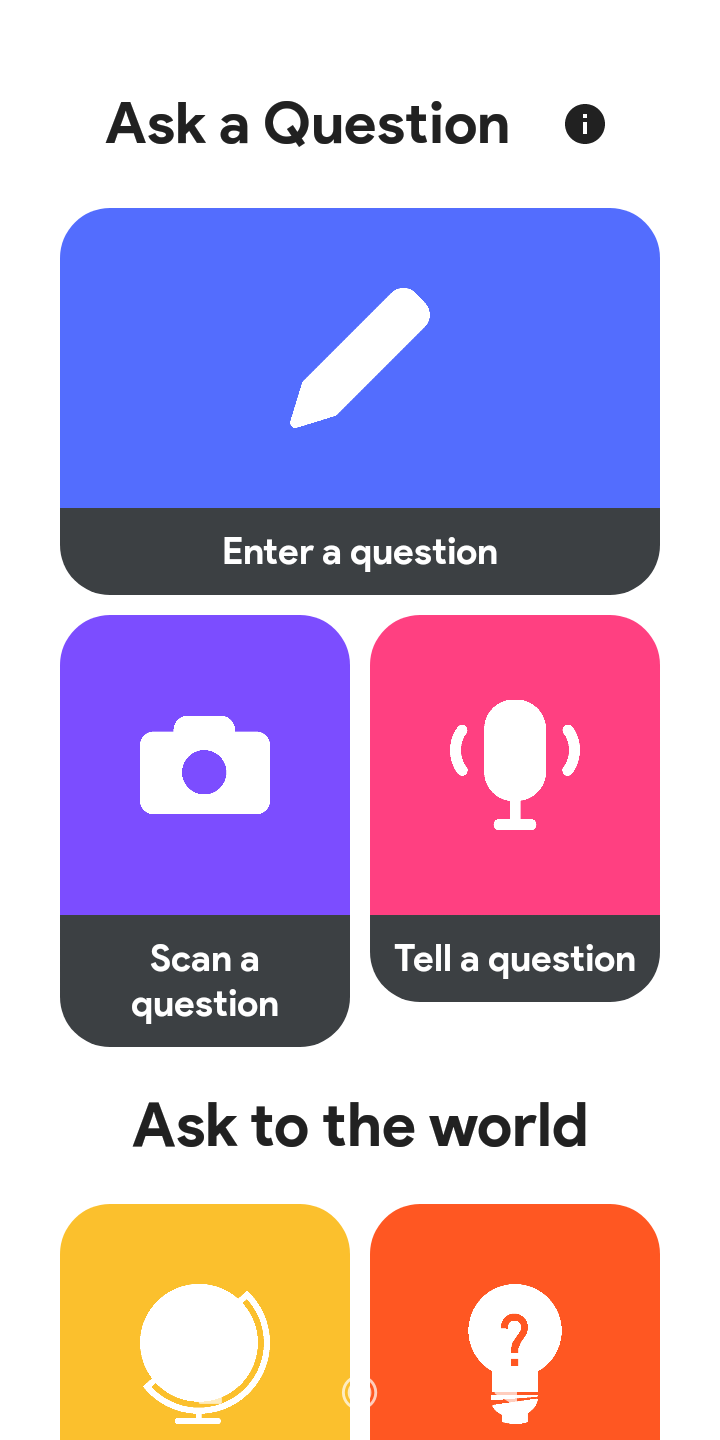 Ask a Question
Enter a question
Scan a
question
Tell a question
Ask to the world
?